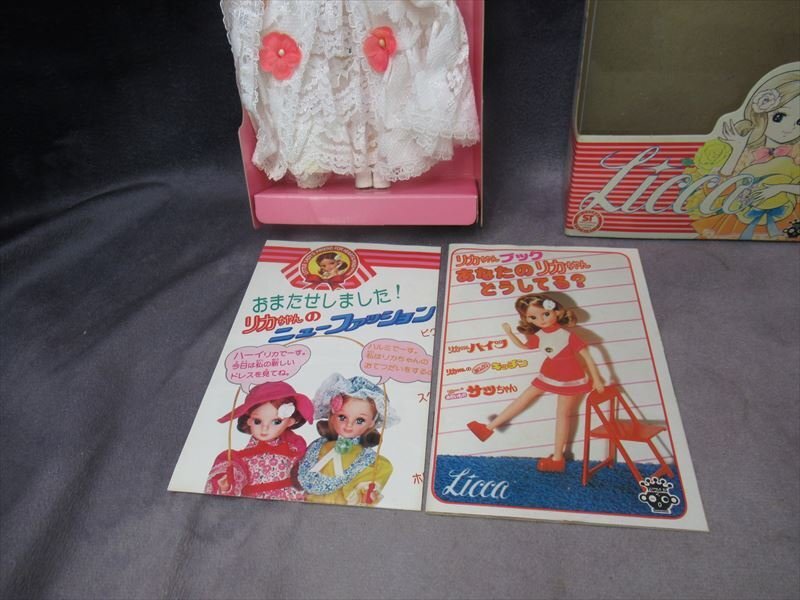 Licca
ST
おまたせしました!
リカちゃんの
ニューファッション
ハーイリカでーす。
今日は私の新しい
ドレスを見てね。
ハルミでーす。
私はリカちゃんの
おてつだいをする
リカちゃんブック
あなたのリカちゃん
どうしてる?
リカちゃんハイツ
リカちゃんの
キッチン
サッちゃん
Licca